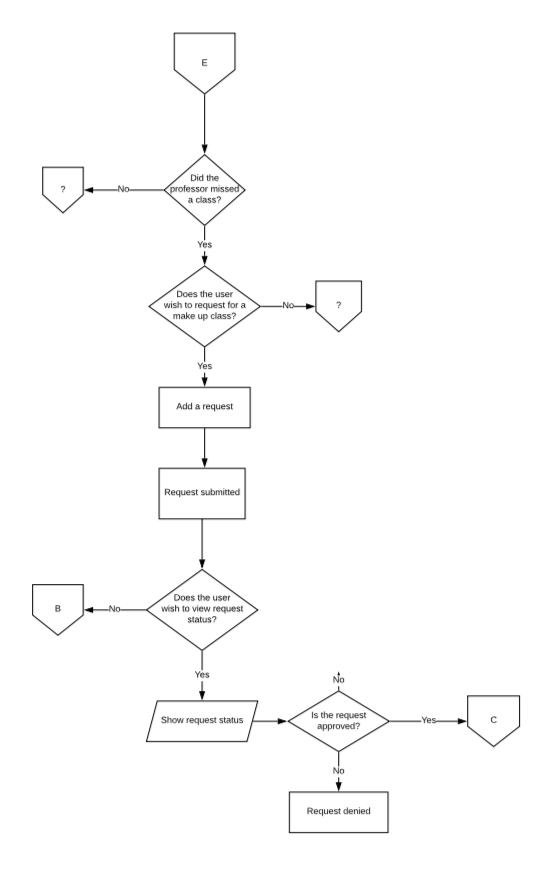 E
Did the
professor missed
a class?
No
?
Yes
Does the user
wish to request for a
make up class?
No
?
Yes
Add a request
Request submitted
Does the user
wish to view request
status?
No
B
Yes
Show request status
No
Is the request
approved?
Yes
C
No
Request denied